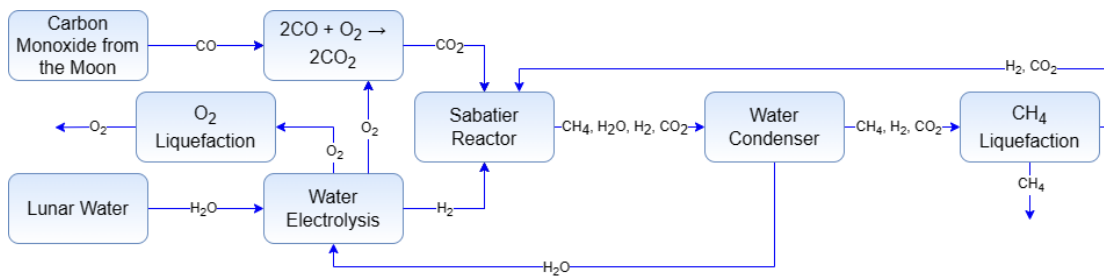 Carbon
Monoxide from
the Moon
CO
2CO + O₂ →
2CO₂
CO₂
H₂, CO₂
O₂
O₂
Liquefaction
O₂
O₂
Sabatier
Reactor
CH₄, H₂O, H₂, CO₂
Water
Condenser
CH₄, H₂, CO₂
CH₄
Liquefaction
CH₄
Lunar Water
H₂O
Water
Electrolysis
H₂
H₂O